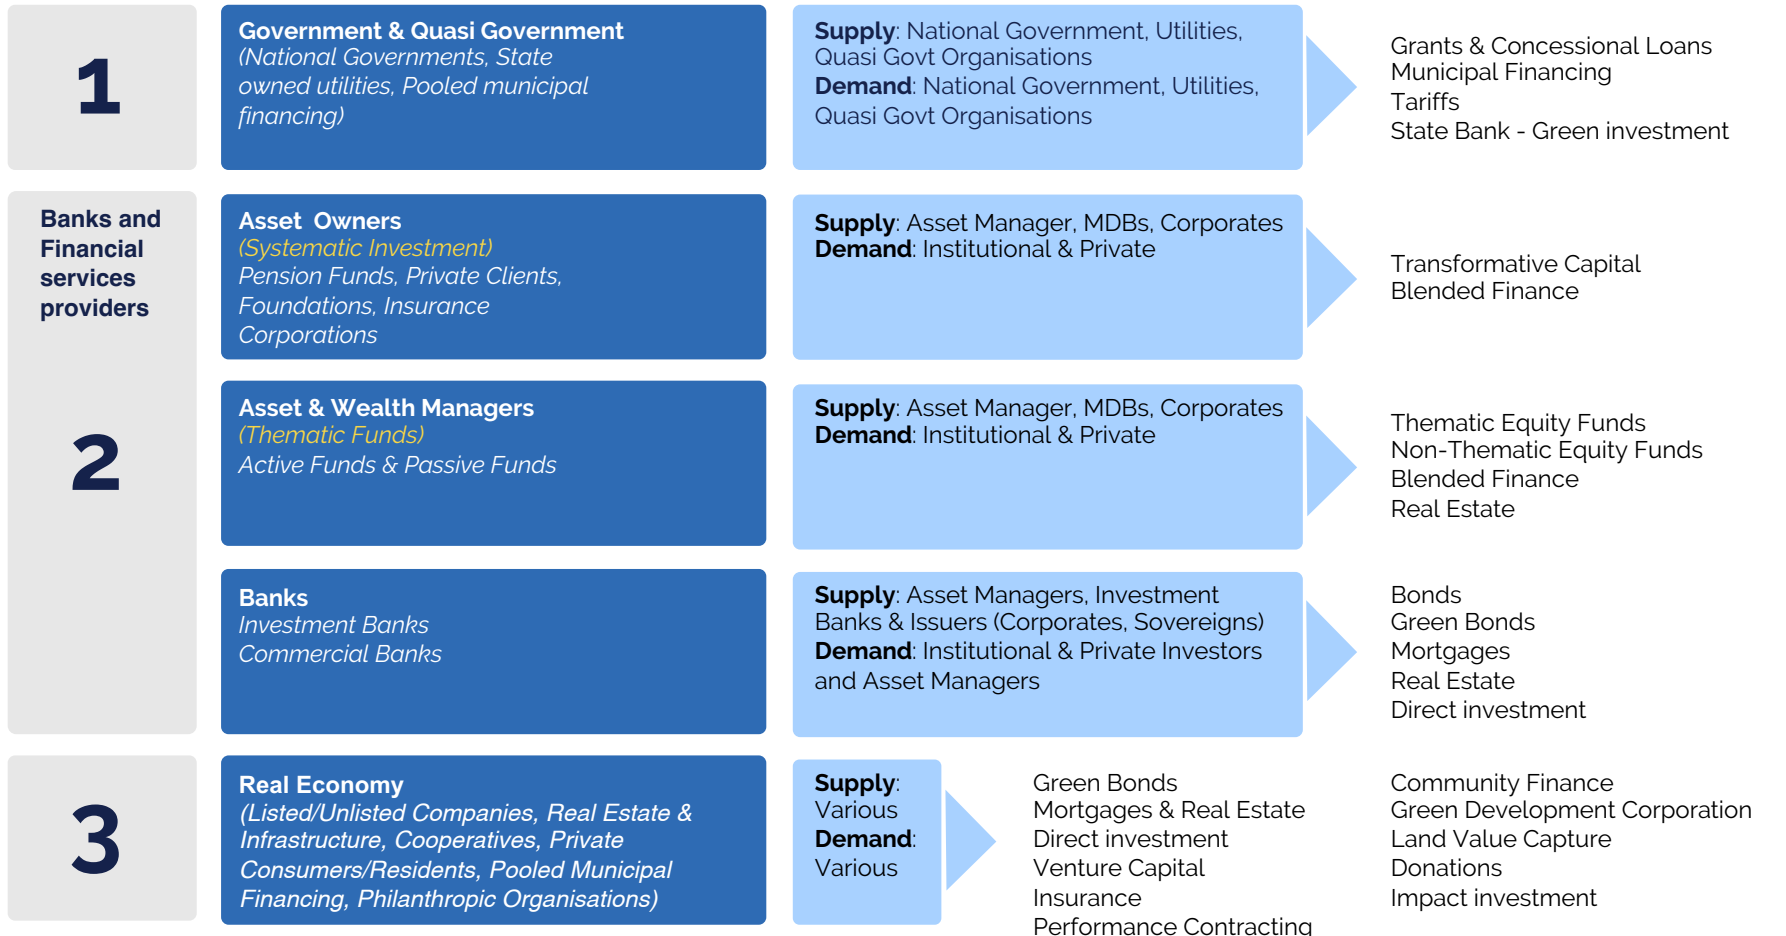 1
Government & Quasi Government
(National Governments, State
owned utilities, Pooled municipal
financing)
Supply: National Government, Utilities,
Quasi Govt Organisations
Demand: National Government, Utilities,
Quasi Govt Organisations
Grants & Concessional Loans
Municipal Financing
Tariffs
State Bank - Green investment
Banks and
Financial
services
providers
2
Asset Owners
(Systematic Investment)
Pension Funds, Private Clients,
Foundations, Insurance
Corporations
Supply: Asset Manager, MDBs, Corporates
Demand: Institutional & Private
Transformative Capital
Blended Finance
Asset & Wealth Managers
(Thematic Funds)
Active Funds & Passive Funds
Supply: Asset Manager, MDBs, Corporates
Demand: Institutional & Private
Thematic Equity Funds
Non-Thematic Equity Funds
Blended Finance
Real Estate
Banks
Investment Banks
Commercial Banks
Supply: Asset Managers, Investment
Banks & Issuers (Corporates, Sovereigns)
Demand: Institutional & Private Investors
and Asset Managers
Bonds
Green Bonds
Mortgages
Real Estate
Direct investment
3
Real Economy
(Listed/Unlisted Companies, Real Estate &
Infrastructure, Cooperatives, Private
Consumers/Residents, Pooled Municipal
Financing, Philanthropic Organisations)
Supply:
Various
Demand:
Various
Green Bonds
Mortgages & Real Estate
Direct investment
Venture Capital
Insurance
Performance Contracting
Community Finance
Green Development Corporation
Land Value Capture
Donations
Impact investment